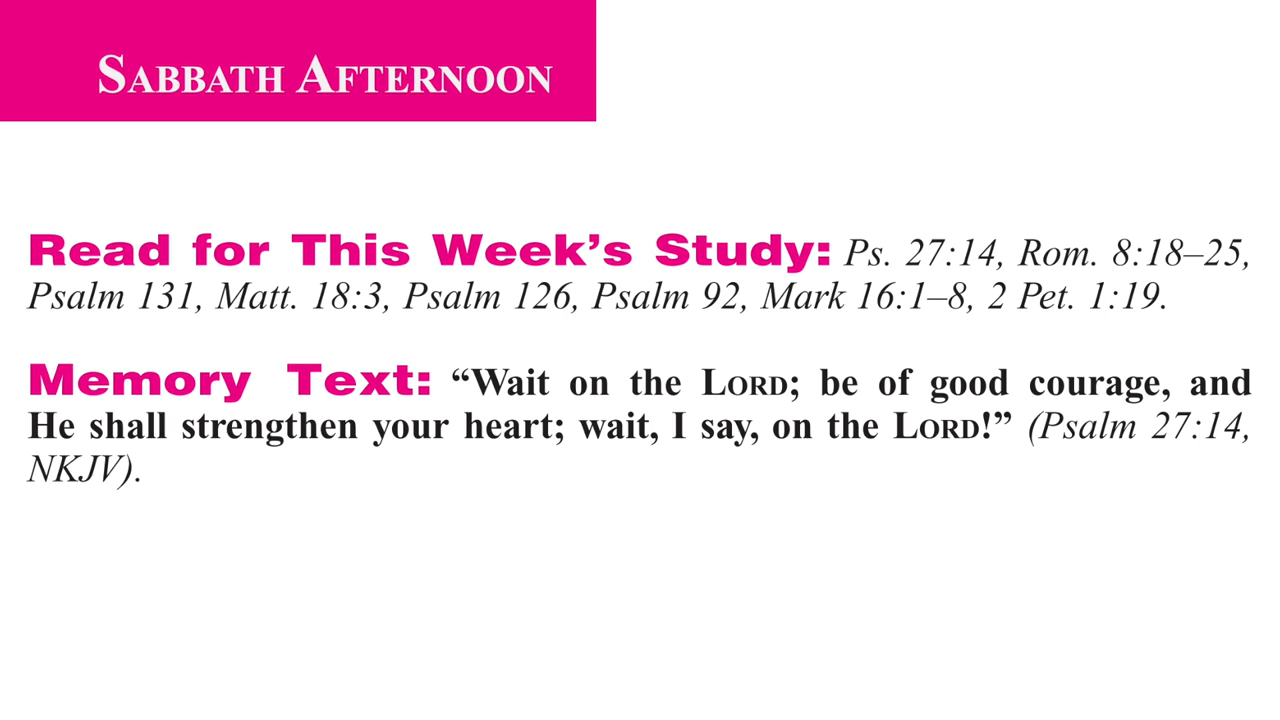 SABBATH AFTERNOON
Read for This Week’s Study: Ps. 27:14, Rom. 8:18–25,
Psalm 131, Matt. 18:3, Psalm 126, Psalm 92, Mark 16:1–8, 2 Pet. 1:19.
Memory Text: “Wait on the LORD; be of good courage, and
He shall strengthen your heart; wait, I say, on the LORD!” (Psalm 27:14,
NKJV).